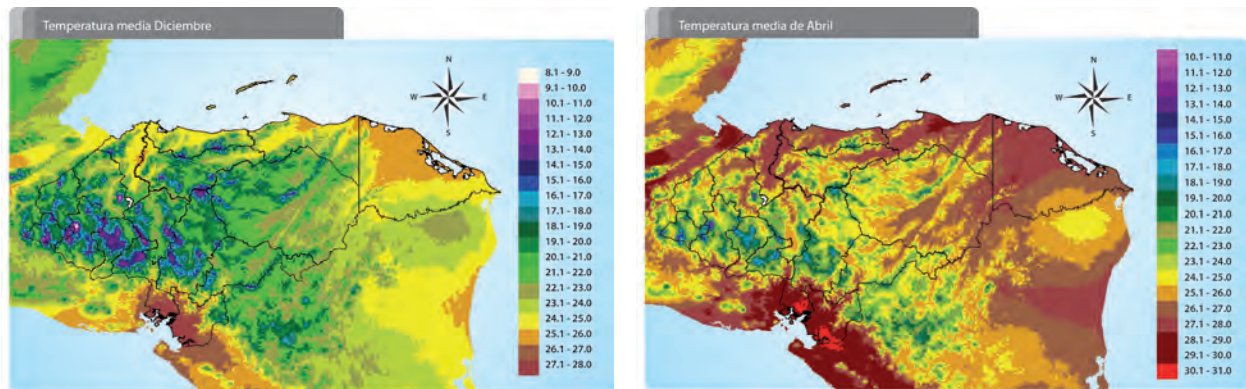 Temperatura media Diciembre
N
W E
S
8.1 - 9.0
9.1 - 10.0
10.1 - 11.0
11.1 - 12.0
12.1 - 13.0
13.1 - 14.0
14.1 - 15.0
15.1 - 16.0
16.1 - 17.0
17.1 - 18.0
18.1 - 19.0
19.1 - 20.0
20.1 - 21.0
21.1 - 22.0
22.1 - 23.0
23.1 - 24.0
24.1 - 25.0
25.1 - 26.0
26.1 - 27.0
27.1 - 28.0
Temperatura media de Abril
N
W E
S
10.1 - 11.0
11.1 - 12.0
12.1 - 13.0
13.1 - 14.0
14.1 - 15.0
15.1 - 16.0
16.1 - 17.0
17.1 - 18.0
18.1 - 19.0
19.1 - 20.0
20.1 - 21.0
21.1 - 22.0
22.1 - 23.0
23.1 - 24.0
24.1 - 25.0
25.1 - 26.0
26.1 - 27.0
27.1 - 28.0
28.1 - 29.0
29.1 - 30.0
30.1 - 31.0